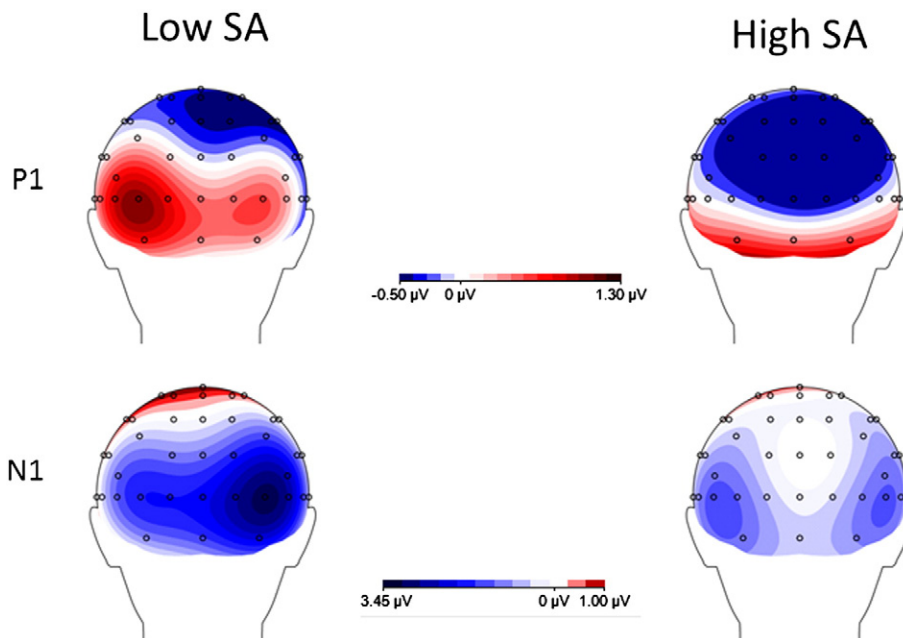 Low SA
High SA
P1
-0.50 µV 0 µV 1.30 µV
N1
3.45 µV 0 µV 1.00 µV